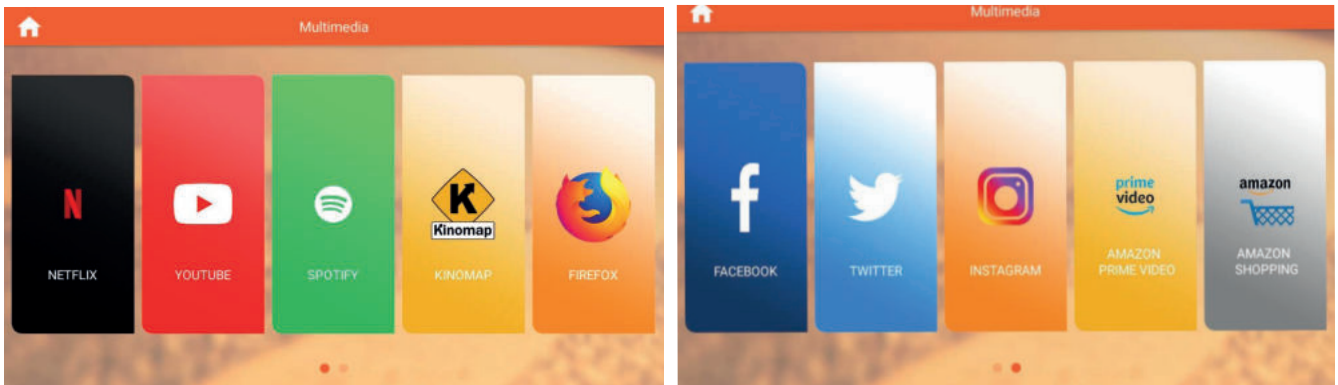 Multimedia
N
K
Kinomap
NETFLIX
YOUTUBE
SPOTIFY
KINOMAP
FIREFOX
Multimedia
f
prime
video
amazon
FACEBOOK
TWITTER
INSTAGRAM
AMAZON
PRIME VIDEO
AMAZON
SHOPPING